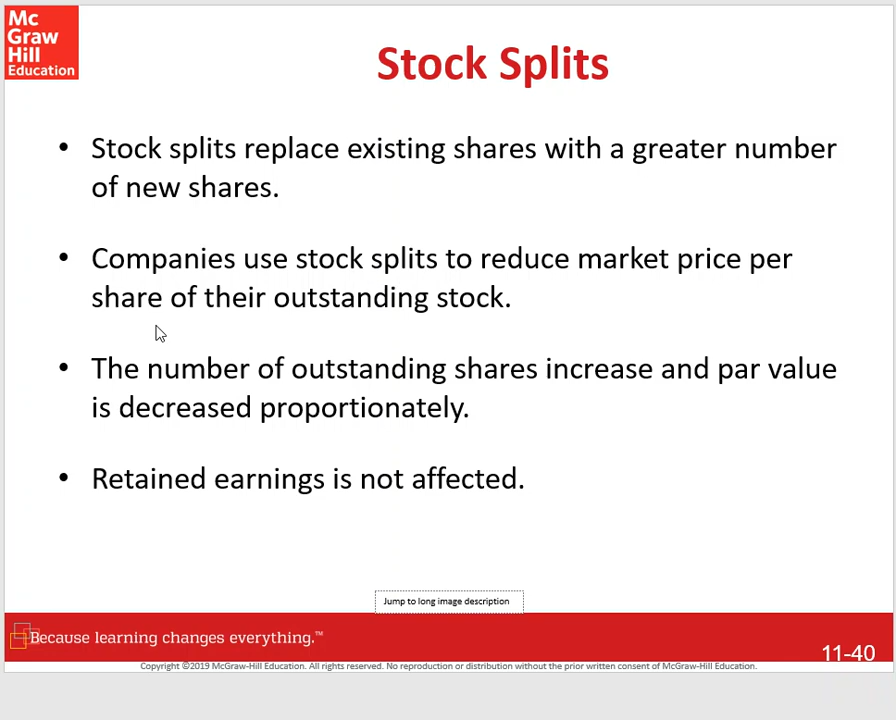 Mc
Graw
Hill
Education
Stock Splits
• Stock splits replace existing shares with a greater number
of new shares.
• Companies use stock splits to reduce market price per
share of their outstanding stock.
• The number of outstanding shares increase and par value
is decreased proportionately.
• Retained earnings is not affected.
Jump to long image description
Because learning changes everything.™
11-40
Copyright ©2019 McGraw-Hill Education. All rights reserved. No reproduction or distribution without the prior written consent of McGraw-Hill Education.